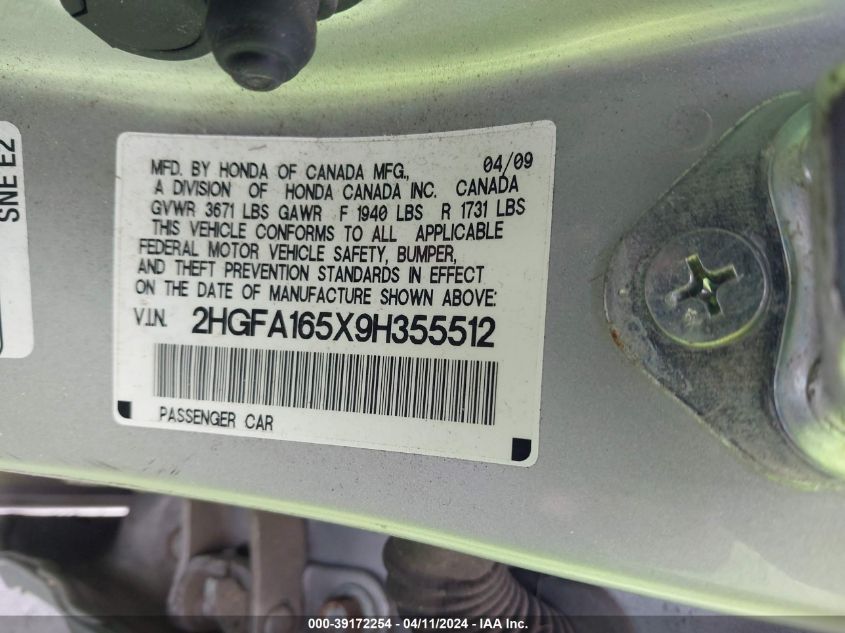 SNE E2
MFD. BY HONDA OF CANADA MFG., 04/09
A DIVISION OF HONDA CANADA INC. CANADA
GVWR 3671 LBS GAWR F 1940 LBS R 1731 LBS
THIS VEHICLE CONFORMS TO ALL APPLICABLE
FEDERAL MOTOR VEHICLE SAFETY, BUMPER,
AND THEFT PREVENTION STANDARDS IN EFFECT
ON THE DATE OF MANUFACTURE SHOWN ABOVE:
V.I.N. 2HGFA165X9H355512
PASSENGER CAR
000-39172254 - 04/11/2024 - IAA Inc.